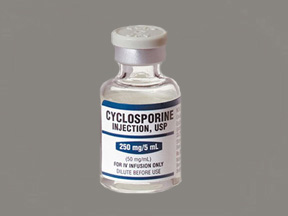 CYCLOSPORINE
INJECTION, USP
250 mg/5 mL
(50 mg/mL)
FOR IV INFUSION ONLY
DILUTE BEFORE USE